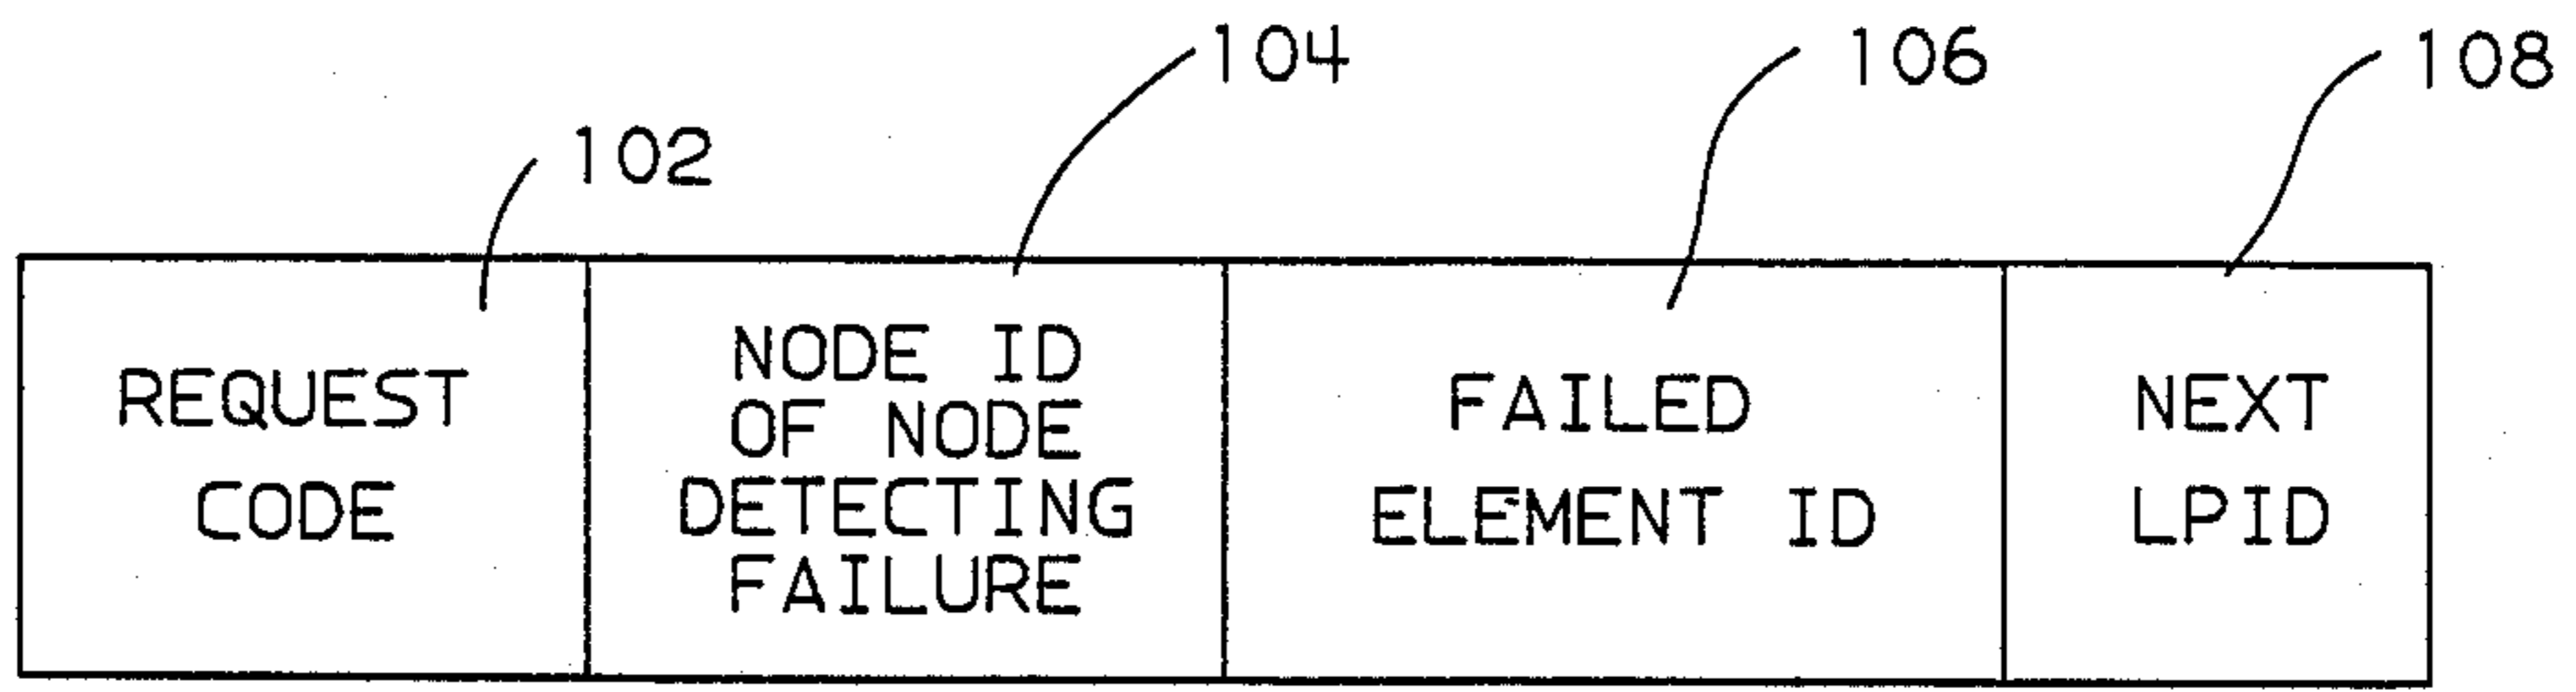 104
106
108
102
REQUEST
CODE
NODE ID
OF NODE
DETECTING
FAILURE
FAILED
ELEMENT ID
NEXT
LPID